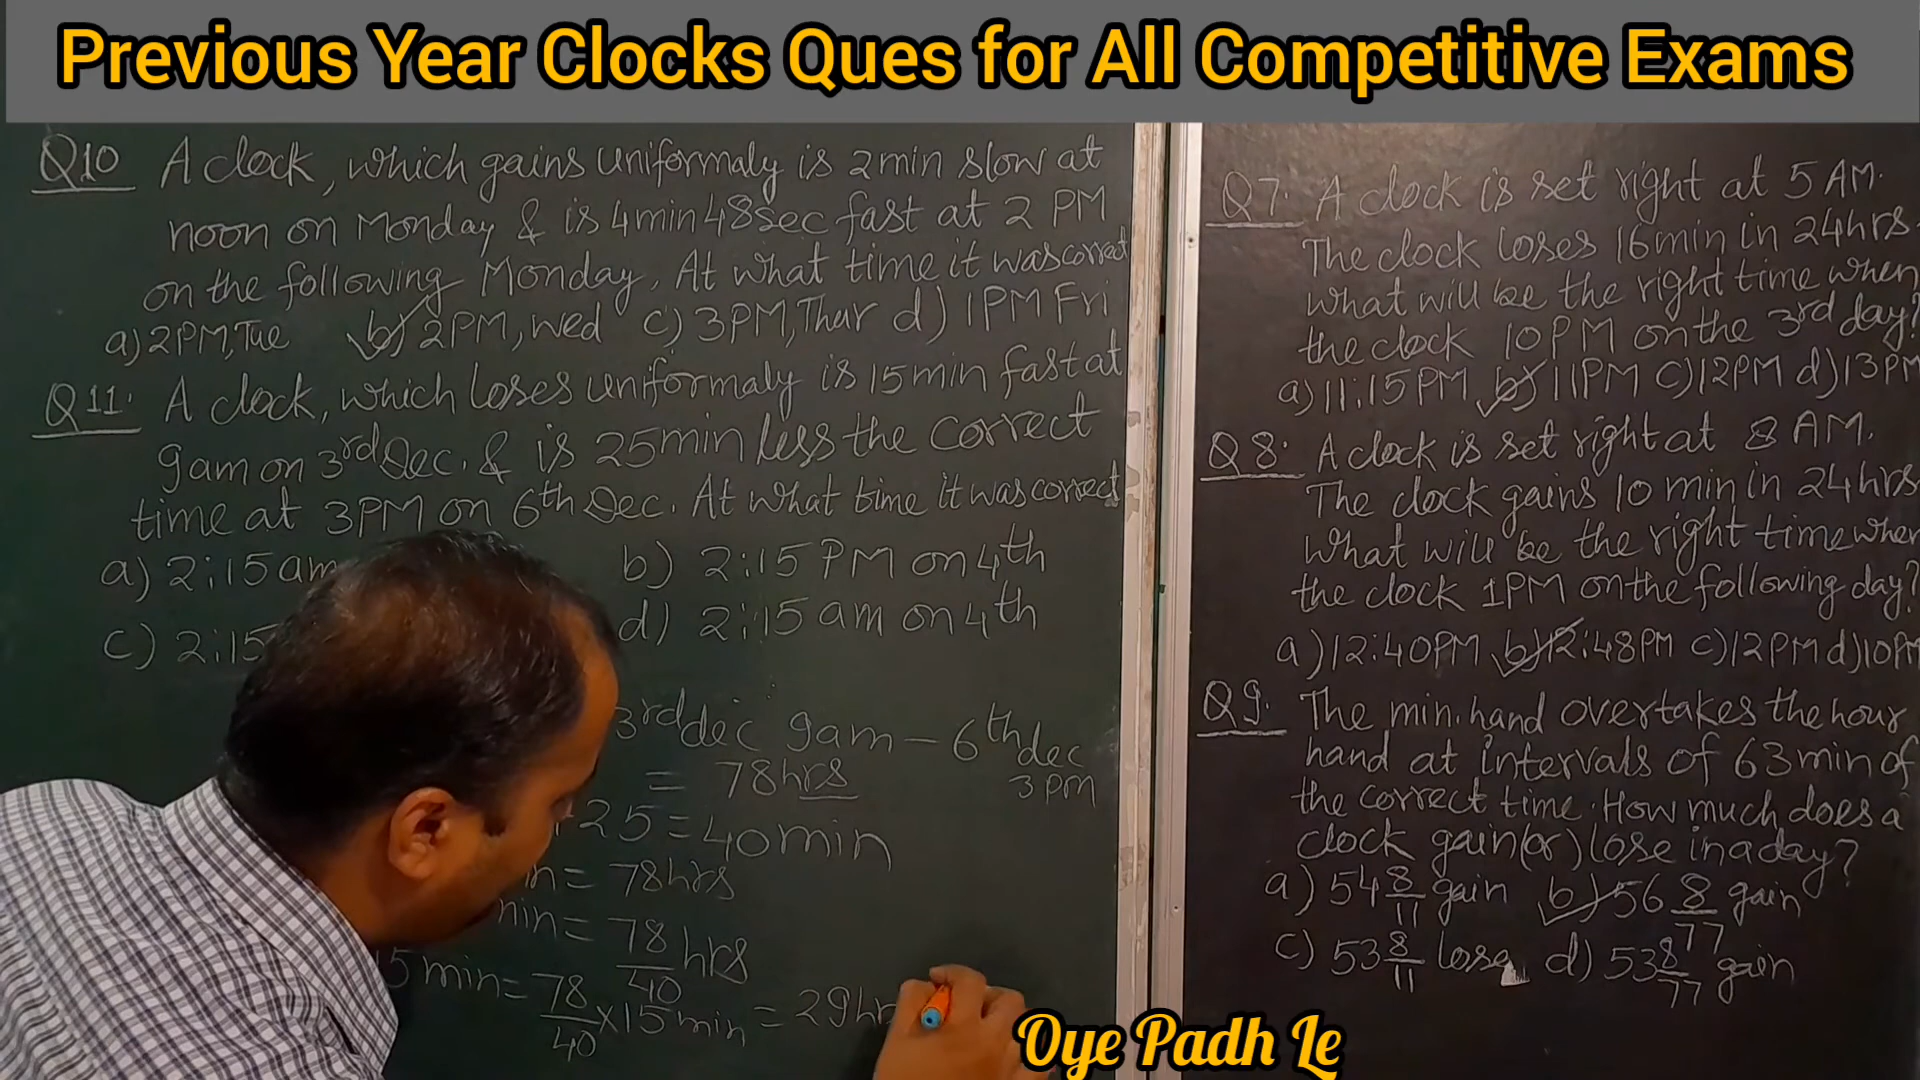 Previous Year Clocks Ques for All Competitive Exams
Q10 A clock, which gains uniformaly is 2min slow at
noon on Monday & is 4min48sec fast at 2 PM
on the following Monday. At what time it was correct
a) 2PM,Tue b) 2PM, Wed c) 3PM,Thur d) 1PM Fri
Q11. A clock, which loses uniformaly is 15min fast at
9am on 3rd Dec. & is 25min less the correct
time at 3PM on 6th Dec. At what time it was correct
a) 2:15am b) 2:15 PM on 4th
c) 2:15 d) 2:15 am on 4th
3rd dec 9am - 6th dec
3 pm
= 78hrs
25 = 40min
= 78hrs
min = 78/40 hrs
15 min = 78/40 x 15 min = 29hr
Q7. A clock is set right at 5 AM.
The clock loses 16min in 24hrs.
What will be the right time when
the clock 10PM on the 3rd day?
a) 11:15PM b) 11PM c) 12PM d) 13PM
Q8. A clock is set right at 8 AM.
The clock gains 10 min in 24hrs
What will be the right time when
the clock 1PM on the following day?
a) 12:40PM b) 12:48PM c) 12PM d) 10PM
Q9. The min. hand overtakes the hour
hand at intervals of 63min of
the correct time. How much does a
clock gain(or) lose in a day?
a) 54 8/11 gain b) 56 8/77 gain
c) 53 8/11 lose d) 53 8/77 gain
Oye Padh Le